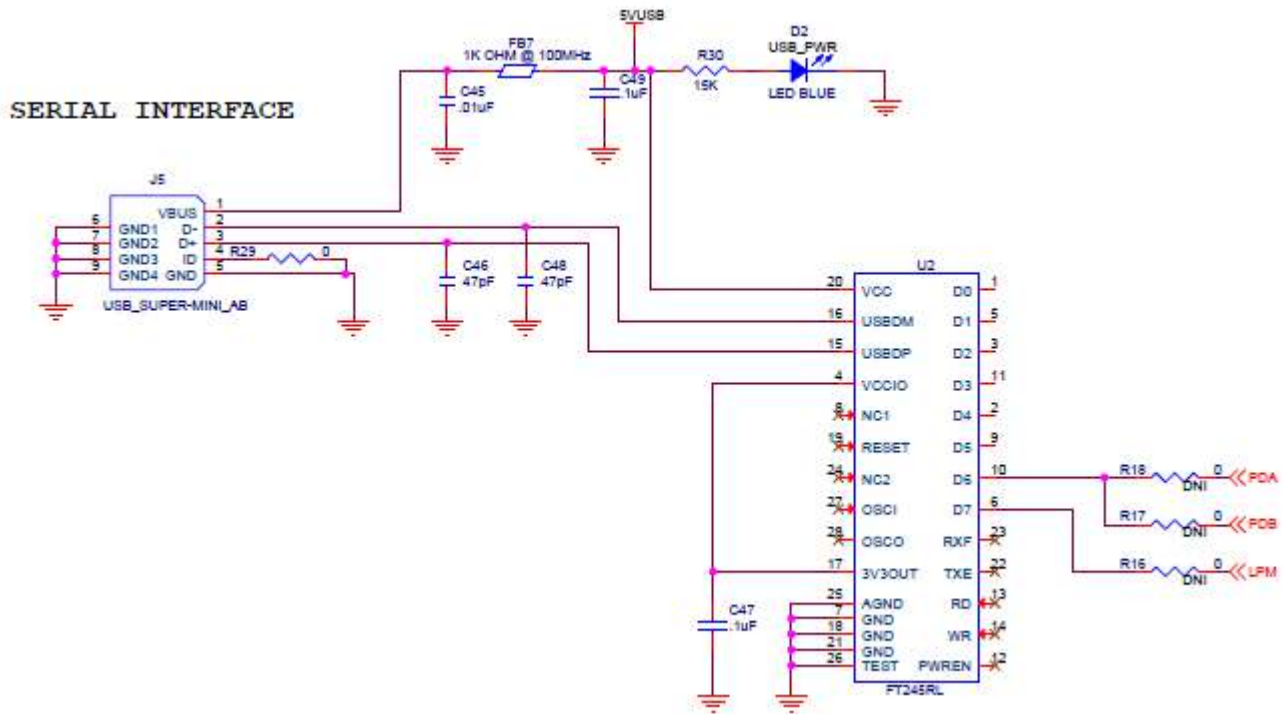 5VUSB
FB7
1K OHM @ 100MHz
D2
USB_PWR
R30
15K
LED BLUE
C45
.01uF
C49
.1uF
SERIAL INTERFACE
J5
VBUS 1
6 GND1 D- 2
7 GND2 D+ 3
8 GND3 ID 4
9 GND4 GND 5
R29 0
USB_SUPER-MINI_AB
C46
47pF
C48
47pF
U2
20 VCC D0 1
16 USBDM D1 5
15 USBDP D2 3
4 VCCIO D3 11
8 NC1 D4 2
19 RESET D5 9
24 NC2 D6 10
27 OSCI D7 6
28 OSCO RXF 23
17 3V3OUT TXE 22
25 AGND RD 13
7 GND
18 GND WR 14
21 GND
26 TEST PWREN 12
FT245RL
C47
.1uF
R18 0 PDA
DNI
R17 0 PDB
DNI
R16 0 LPM
DNI